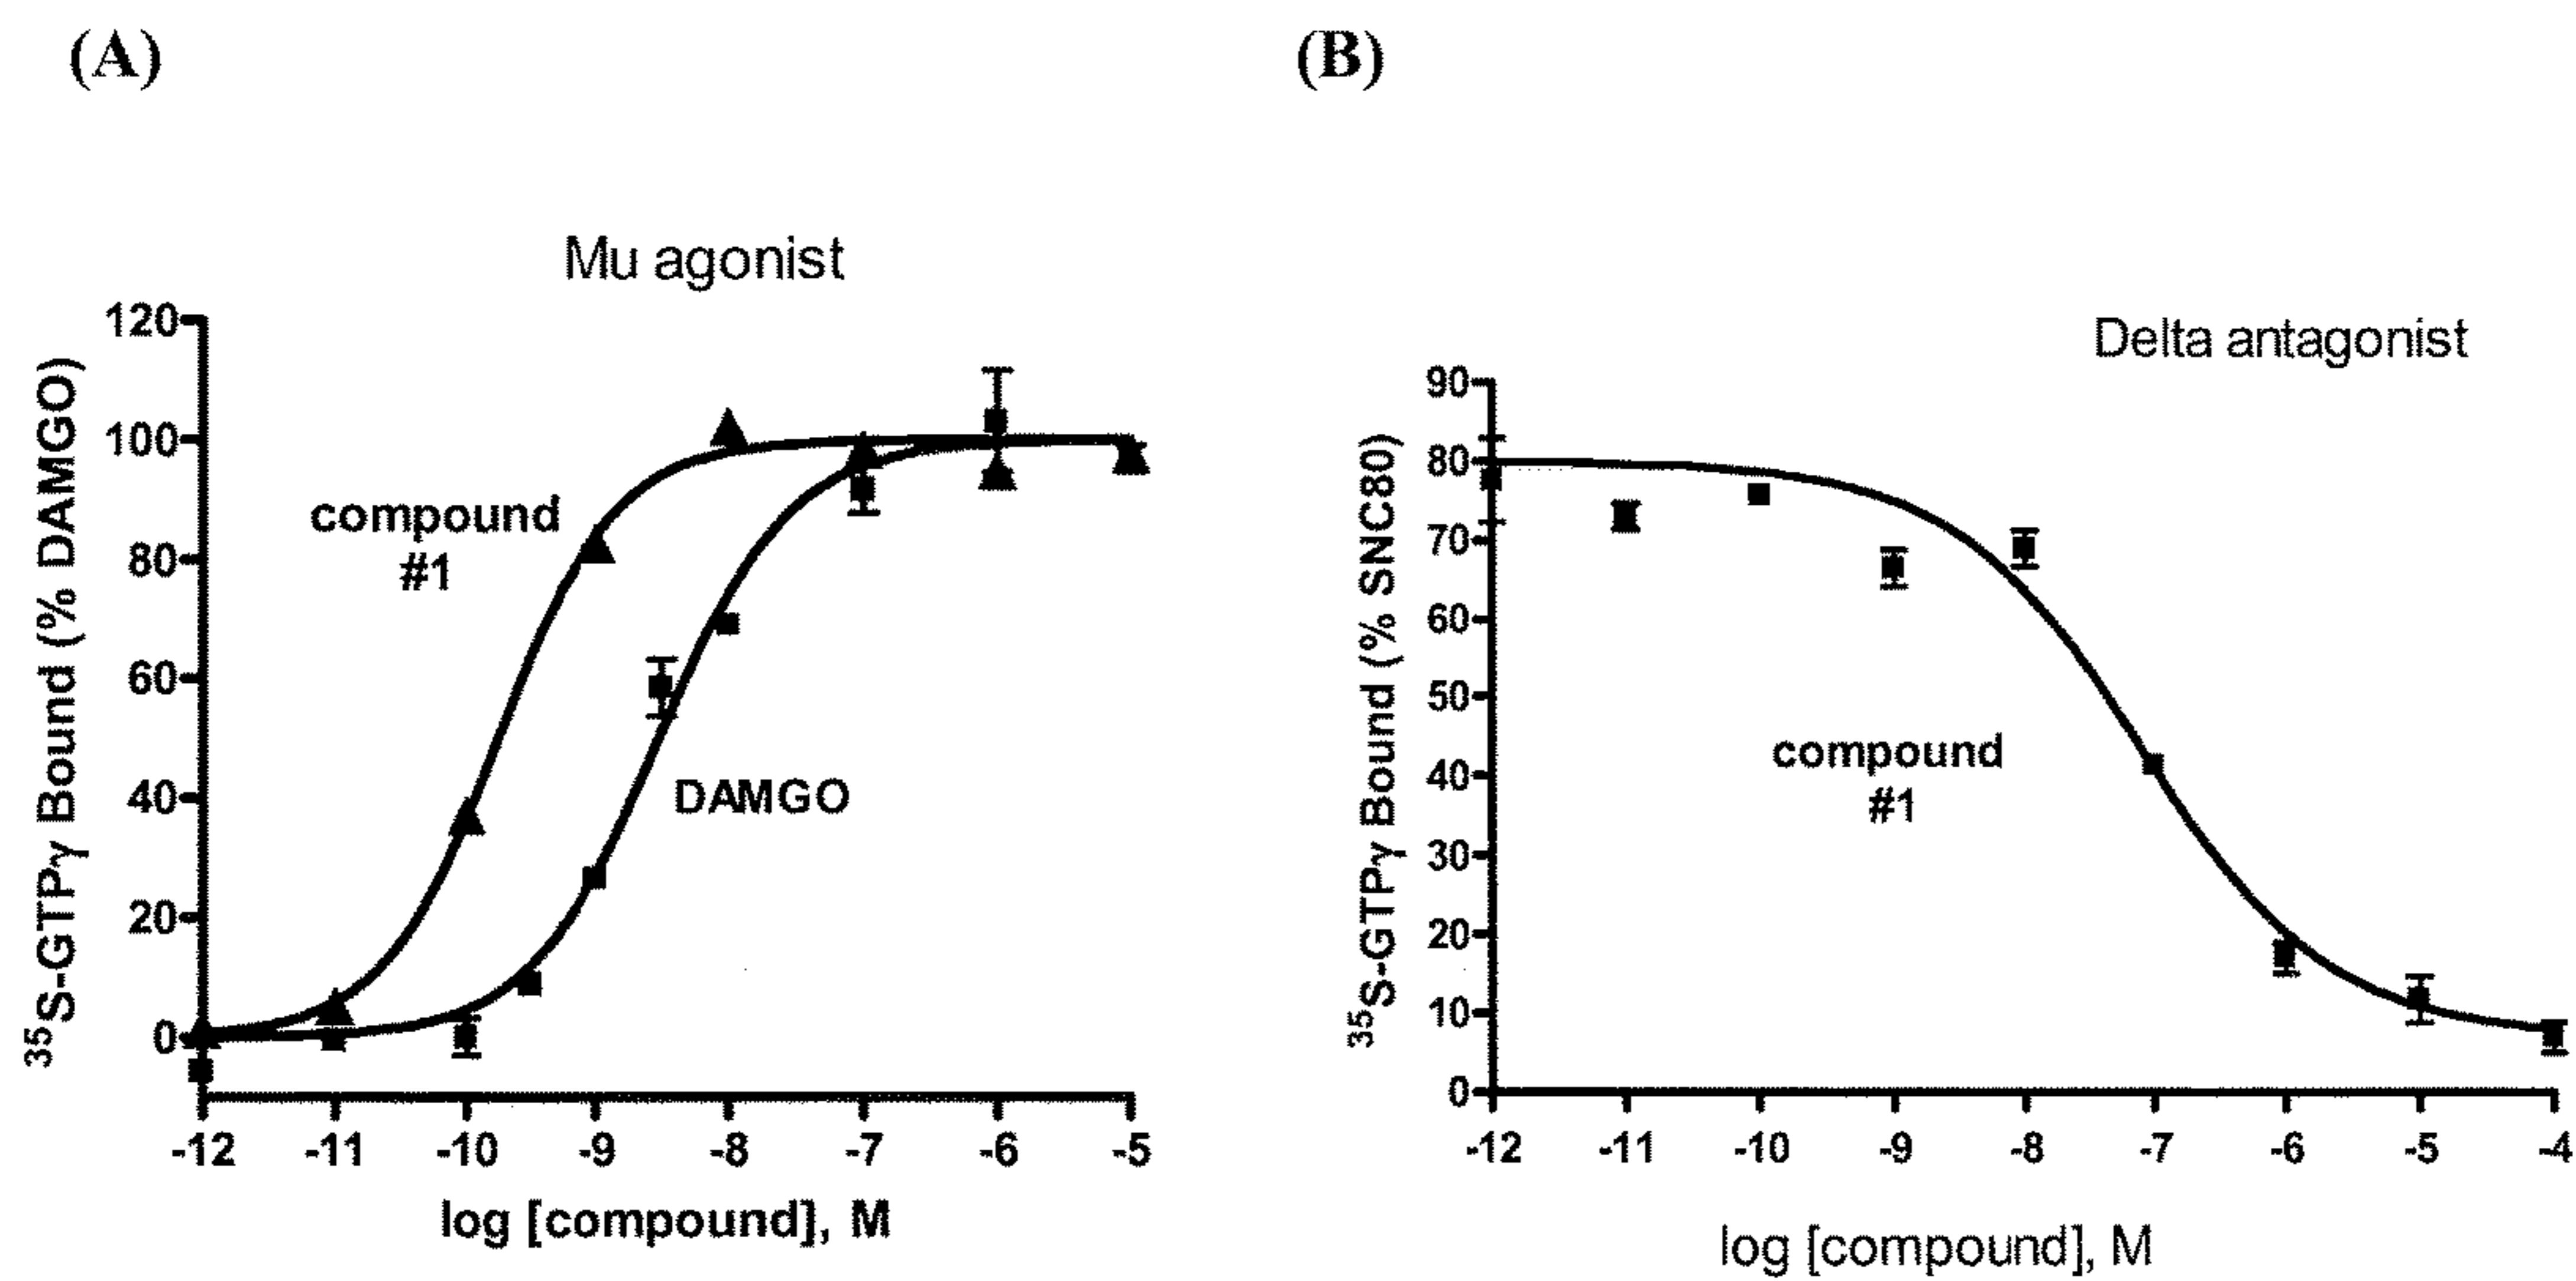 (A)
Mu agonist
³⁵S-GTPγ Bound (% DAMGO)
120
100
80
60
40
20
0
compound
#1
DAMGO
-12 -11 -10 -9 -8 -7 -6 -5
log [compound], M
(B)
Delta antagonist
³⁵S-GTPγ Bound (% SNC80)
90
80
70
60
50
40
30
20
10
0
compound
#1
-12 -11 -10 -9 -8 -7 -6 -5 -4
log [compound], M